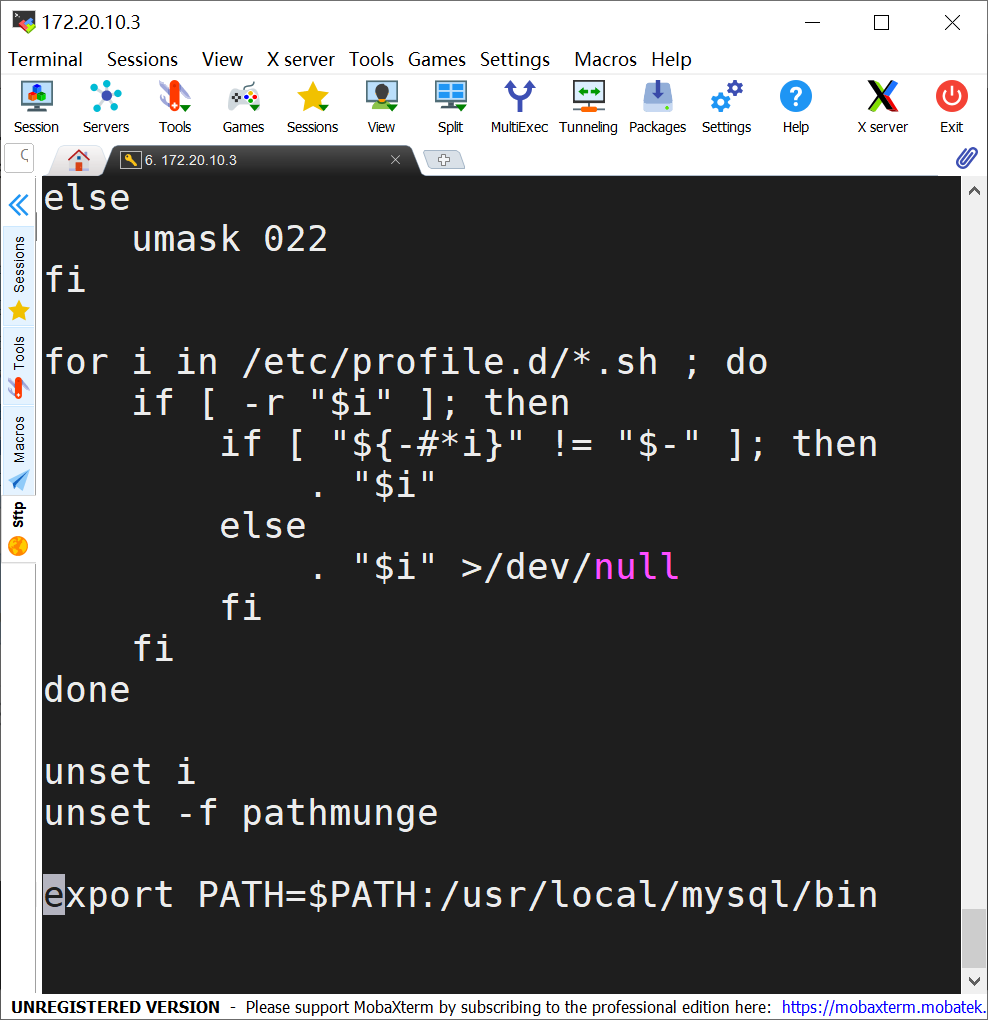 172.20.10.3
Terminal Sessions View X server Tools Games Settings Macros Help
Session Servers Tools Games Sessions View Split MultiExec Tunneling Packages Settings Help X server Exit
6. 172.20.10.3
Sessions
Tools
Macros
Sftp
else
    umask 022
fi

for i in /etc/profile.d/*.sh ; do
    if [ -r "$i" ]; then
        if [ "${-#*i}" != "$-" ]; then
            . "$i"
        else
            . "$i" >/dev/null
        fi
    fi
done

unset i
unset -f pathmunge

export PATH=$PATH:/usr/local/mysql/bin
UNREGISTERED VERSION - Please support MobaXterm by subscribing to the professional edition here: https://mobaxterm.mobatek.